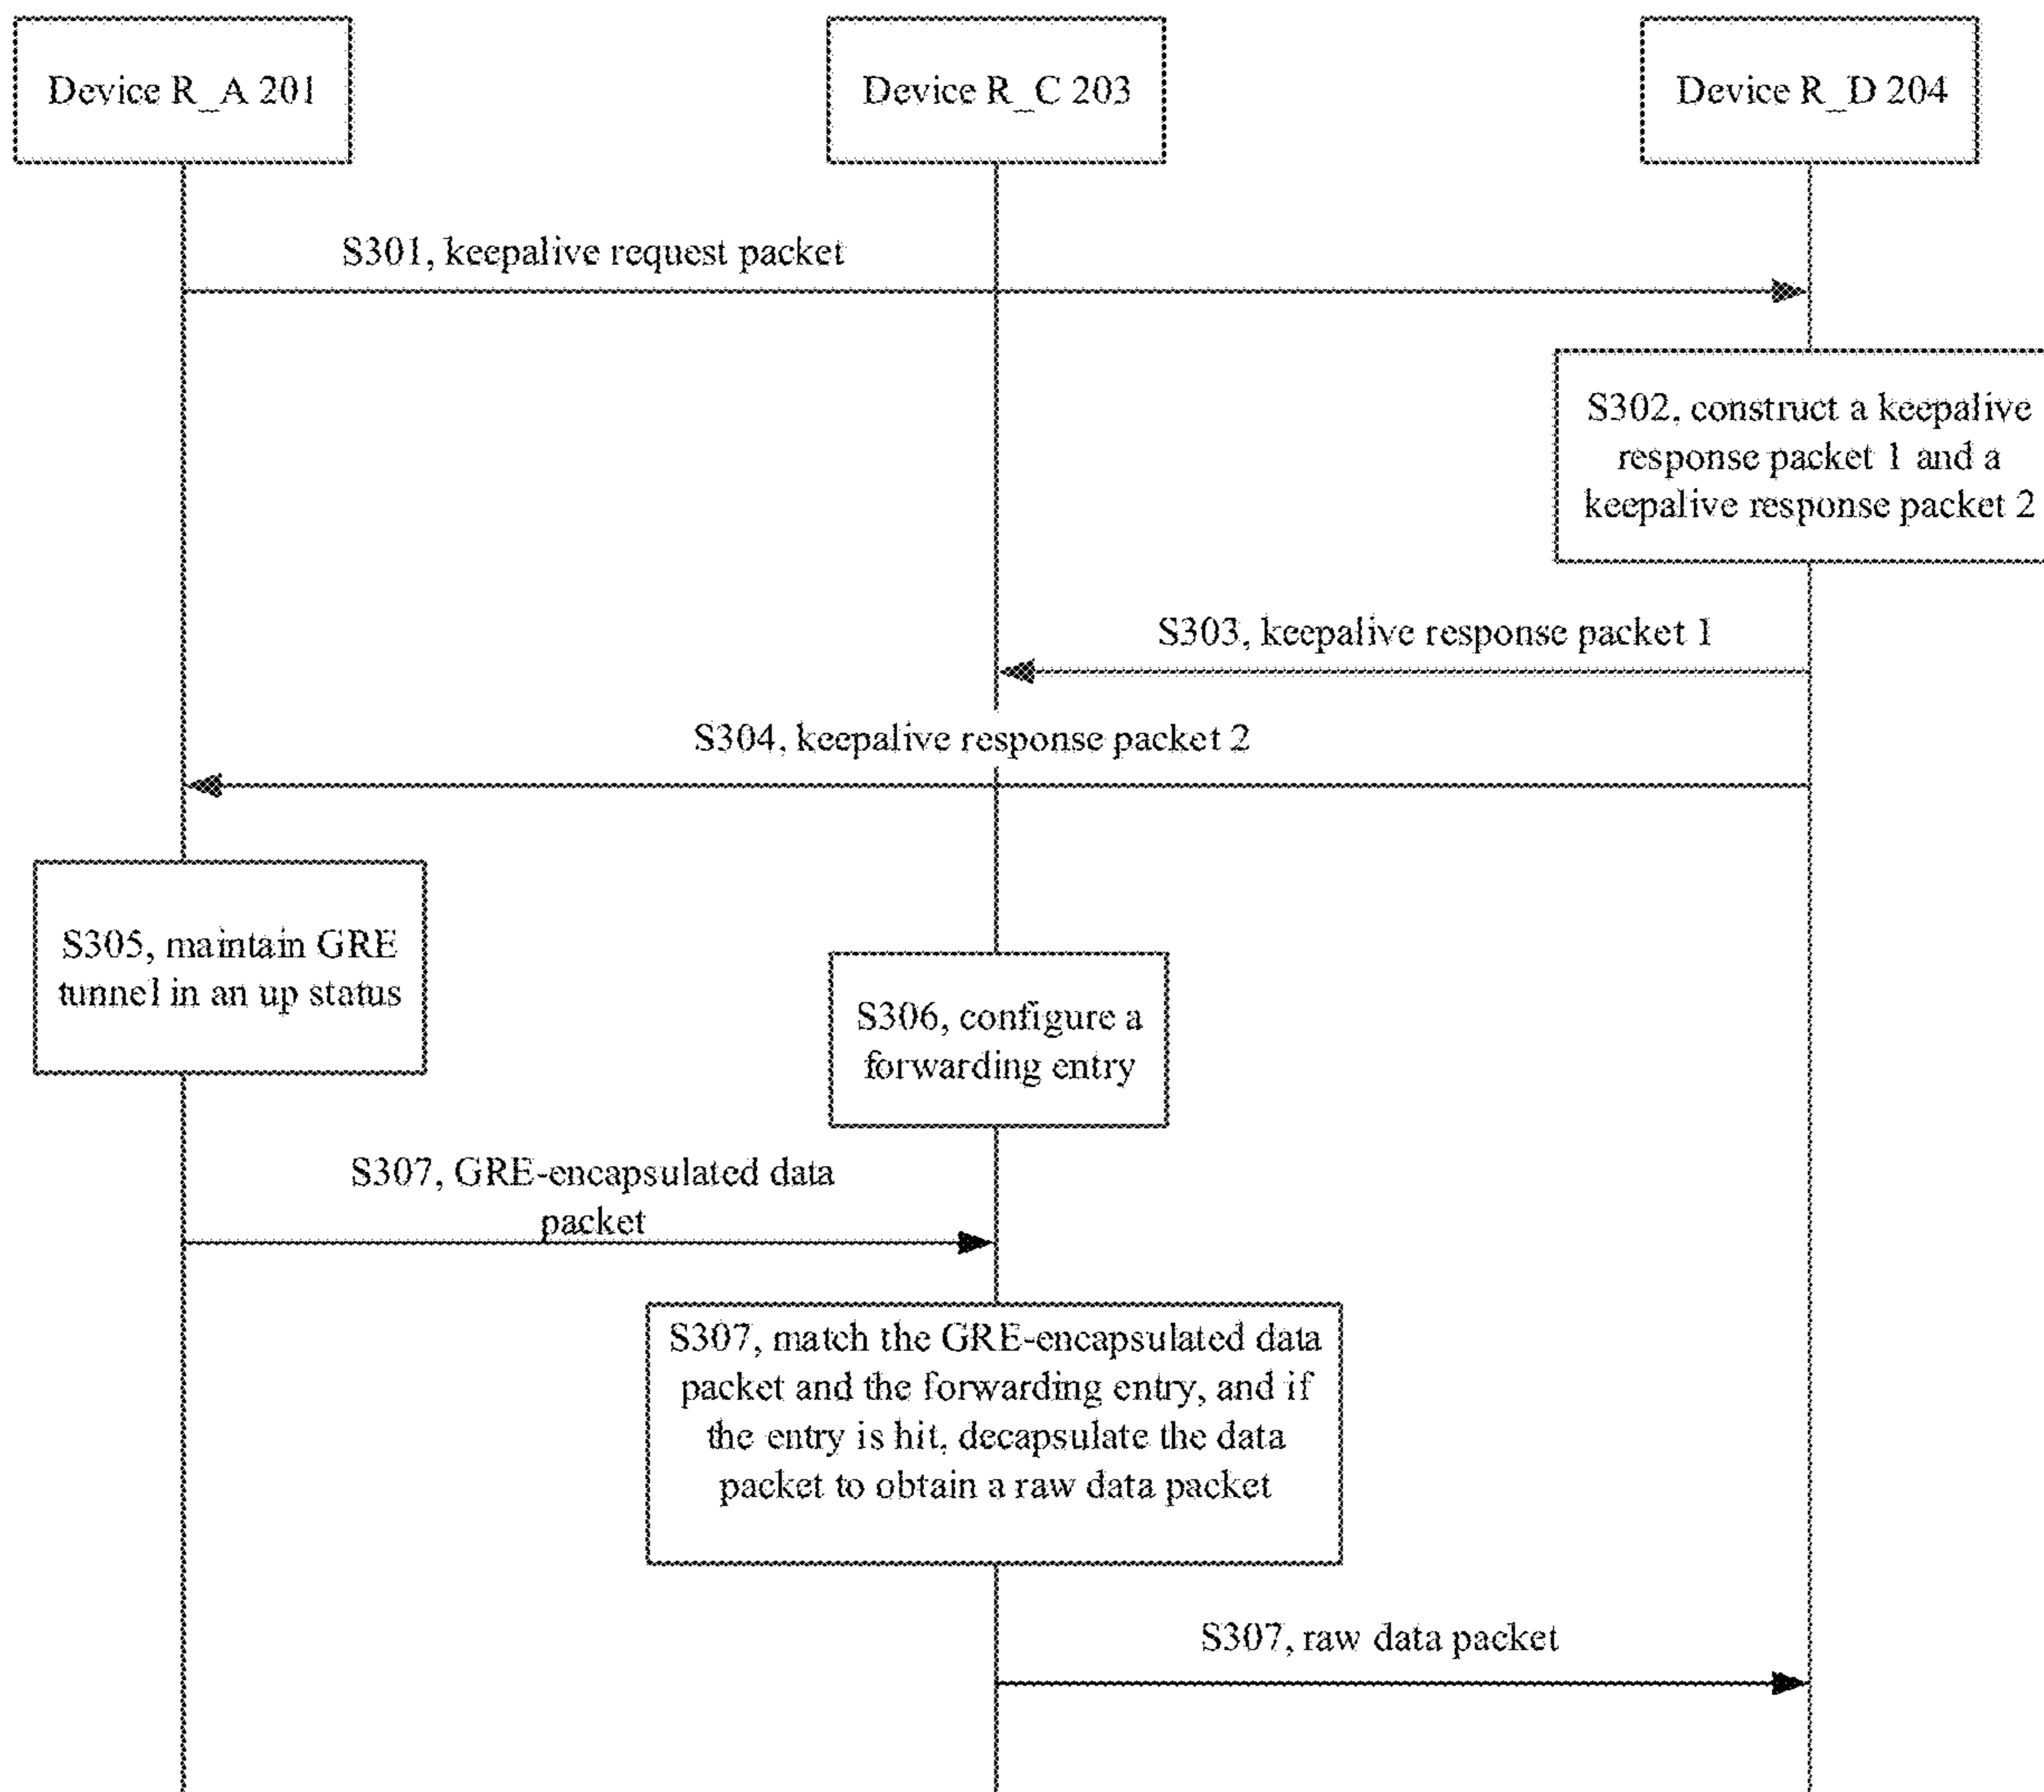 Device R_A 201
Device R_C 203
Device R_D 204
S301, keepalive request packet
S302, construct a keepalive
response packet 1 and a
keepalive response packet 2
S303, keepalive response packet 1
S304, keepalive response packet 2
S305, maintain GRE
tunnel in an up status
S306, configure a
forwarding entry
S307, GRE-encapsulated data
packet
S307, match the GRE-encapsulated data
packet and the forwarding entry, and if
the entry is hit, decapsulate the data
packet to obtain a raw data packet
S307, raw data packet